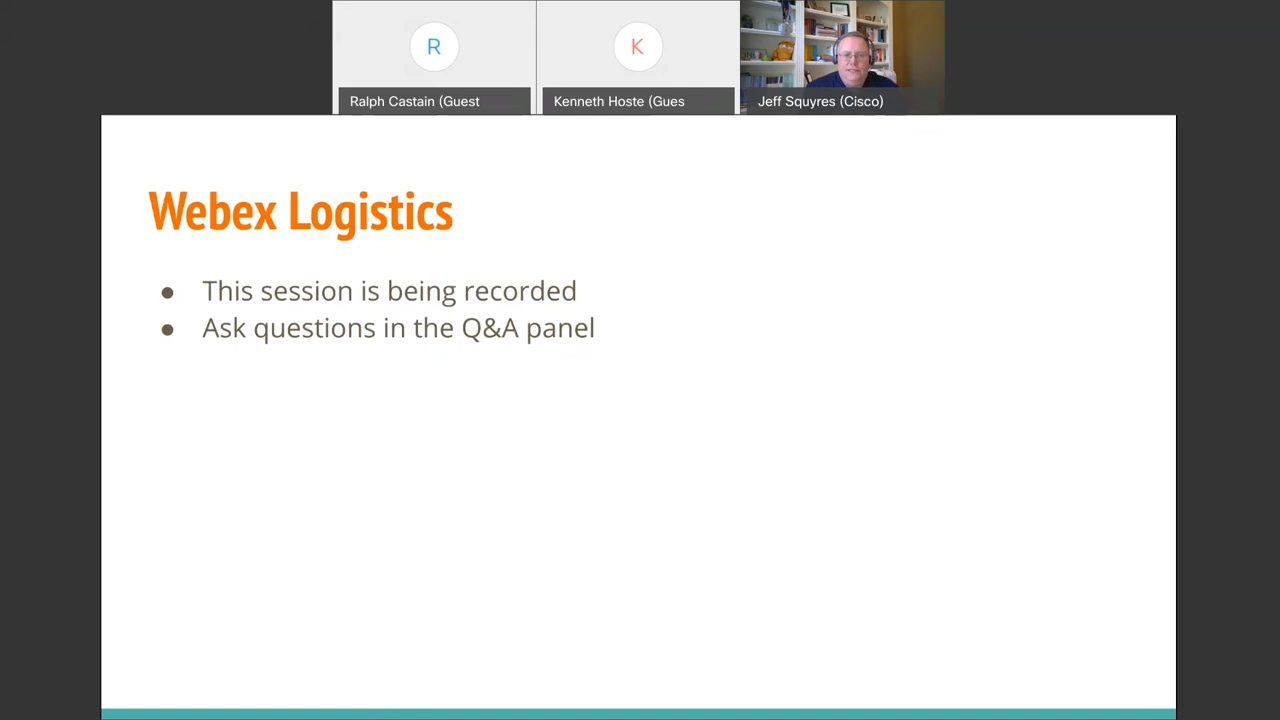 R
K
Ralph Castain (Guest
Kenneth Hoste (Gues
Jeff Squyres (Cisco)
Webex Logistics
● This session is being recorded
● Ask questions in the Q&A panel